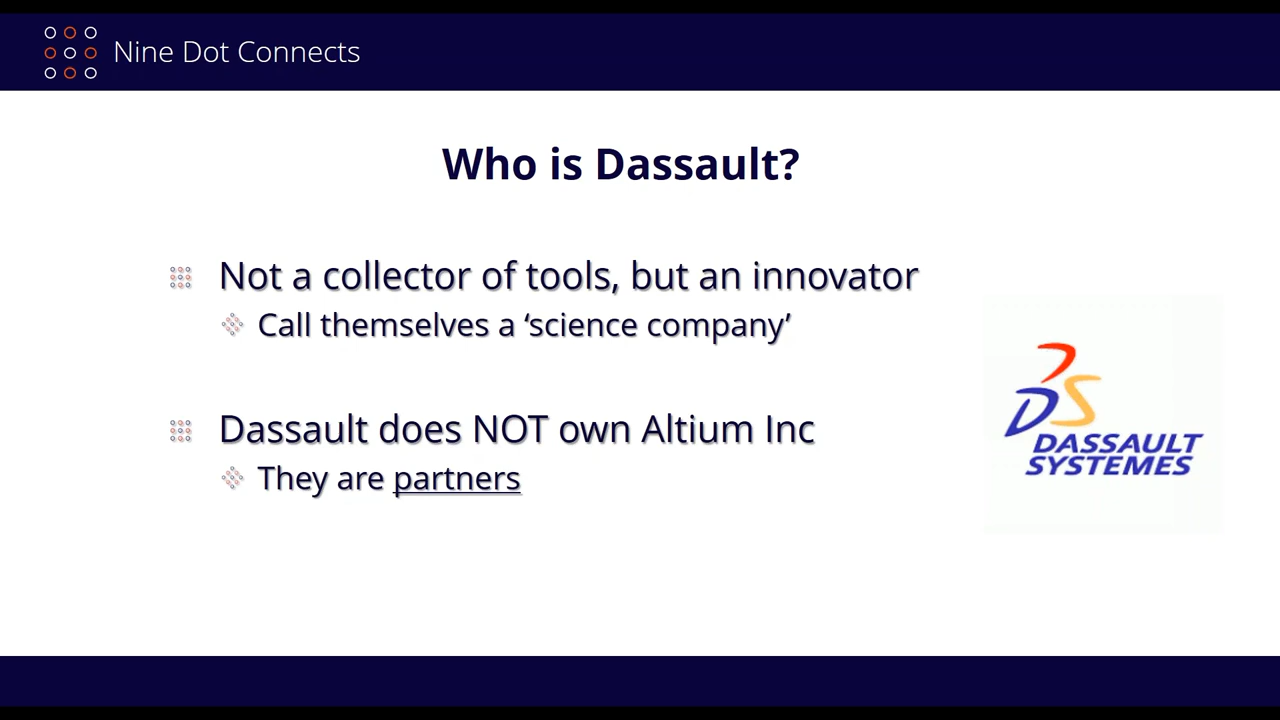 Nine Dot Connects
Who is Dassault?
Not a collector of tools, but an innovator
Call themselves a ‘science company’
Dassault does NOT own Altium Inc
They are partners
DASSAULT
SYSTEMES